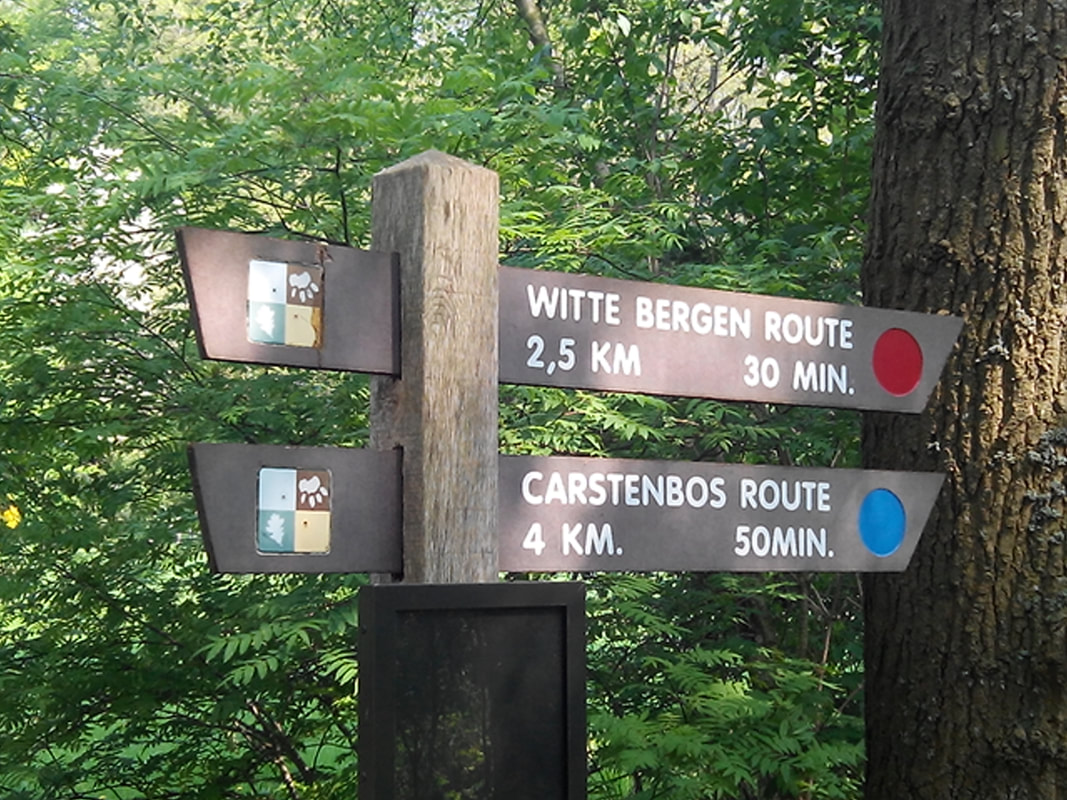 WITTE BERGEN ROUTE
2,5 KM 30 MIN.
CARSTENBOS ROUTE
4 KM. 50MIN.